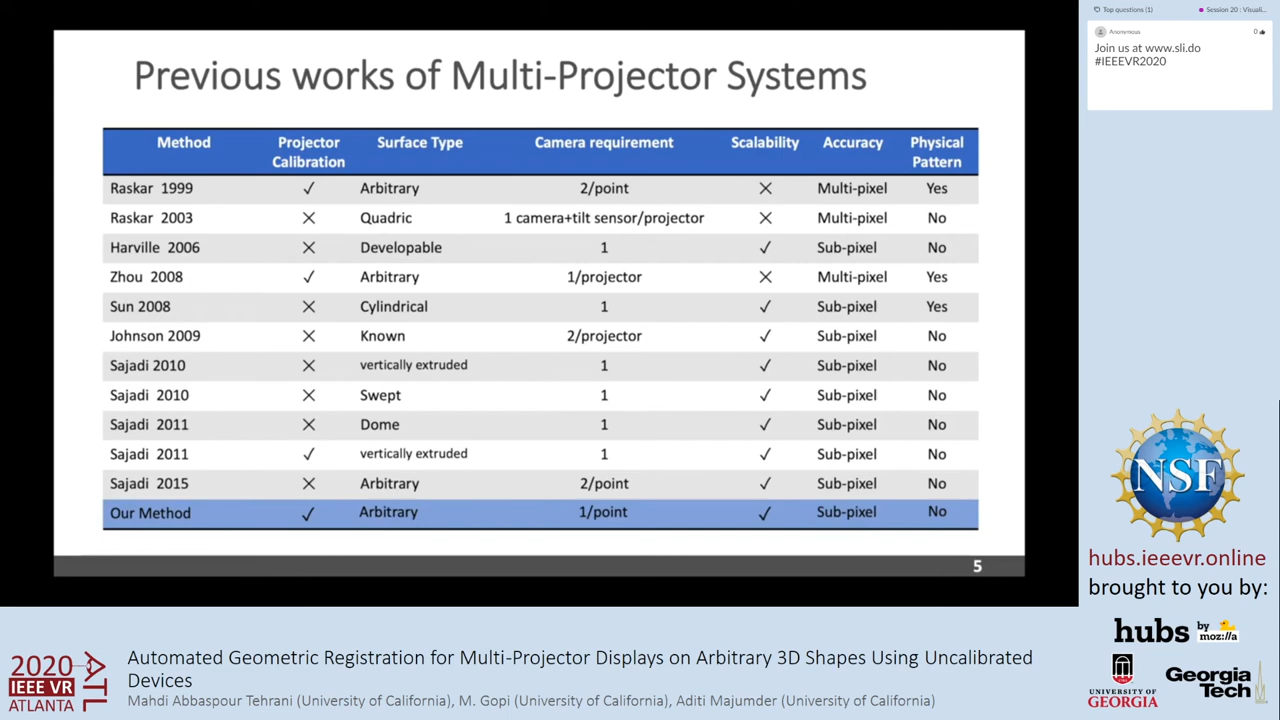 Previous works of Multi-Projector Systems
Method Projector Calibration Surface Type Camera requirement Scalability Accuracy Physical Pattern
Raskar 1999 ✓ Arbitrary 2/point ✕ Multi-pixel Yes
Raskar 2003 ✕ Quadric 1 camera+tilt sensor/projector ✕ Multi-pixel No
Harville 2006 ✕ Developable 1 ✓ Sub-pixel No
Zhou 2008 ✓ Arbitrary 1/projector ✕ Multi-pixel Yes
Sun 2008 ✕ Cylindrical 1 ✓ Sub-pixel Yes
Johnson 2009 ✕ Known 2/projector ✓ Sub-pixel No
Sajadi 2010 ✕ vertically extruded 1 ✓ Sub-pixel No
Sajadi 2010 ✕ Swept 1 ✓ Sub-pixel No
Sajadi 2011 ✕ Dome 1 ✓ Sub-pixel No
Sajadi 2011 ✓ vertically extruded 1 ✓ Sub-pixel No
Sajadi 2015 ✕ Arbitrary 2/point ✓ Sub-pixel No
Our Method ✓ Arbitrary 1/point ✓ Sub-pixel No
5
Top questions (1) Session 20 : Visuali...
Anonymous 0
Join us at www.sli.do
#IEEEVR2020
NSF
hubs.ieeevr.online
brought to you by:
hubs by moz://a
UNIVERSITY OF
GEORGIA
Georgia
Tech
2020
IEEE VR
ATLANTA
ATL
Automated Geometric Registration for Multi-Projector Displays on Arbitrary 3D Shapes Using Uncalibrated
Devices
Mahdi Abbaspour Tehrani (University of California), M. Gopi (University of California), Aditi Majumder (University of California)